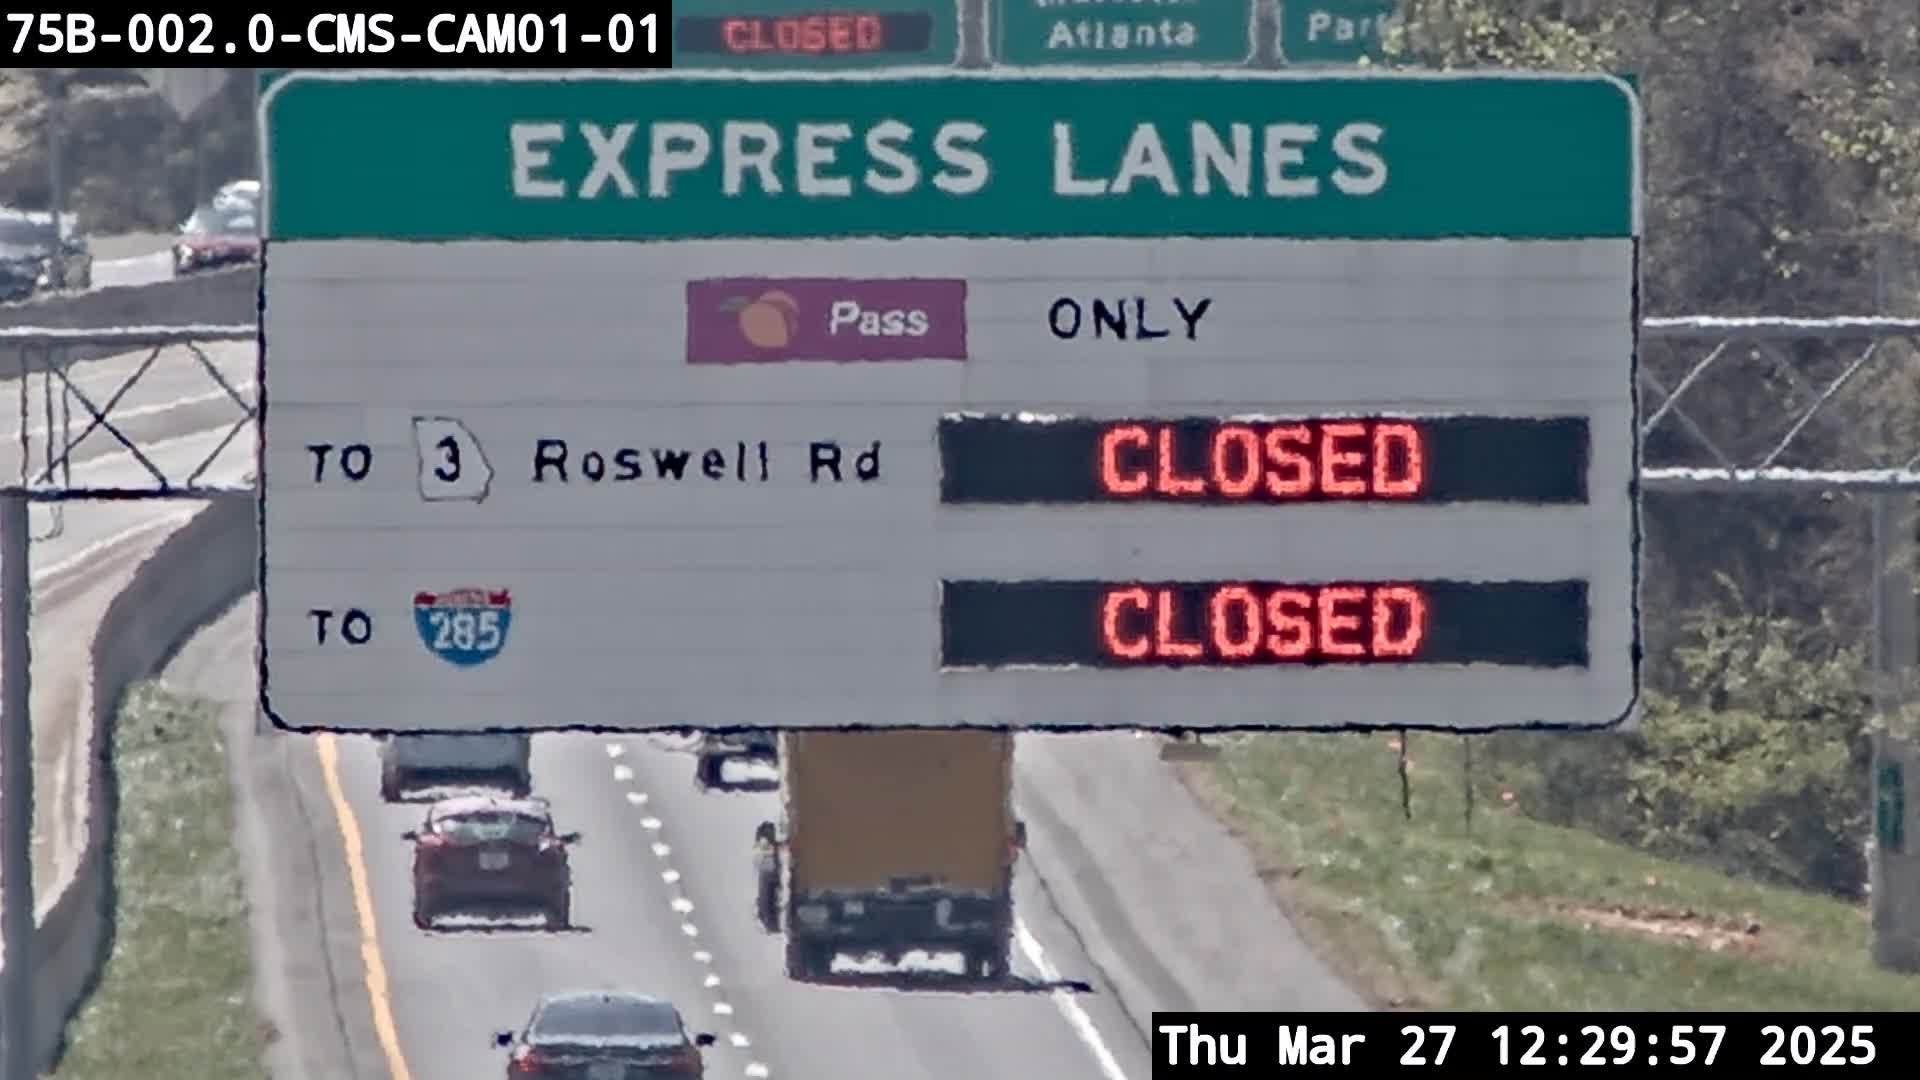 75B-002.0-CMS-CAM01-01
CLOSED
Atlanta
EXPRESS LANES
Pass ONLY
TO 3 Roswell Rd CLOSED
TO 285 CLOSED
Thu Mar 27 12:29:57 2025